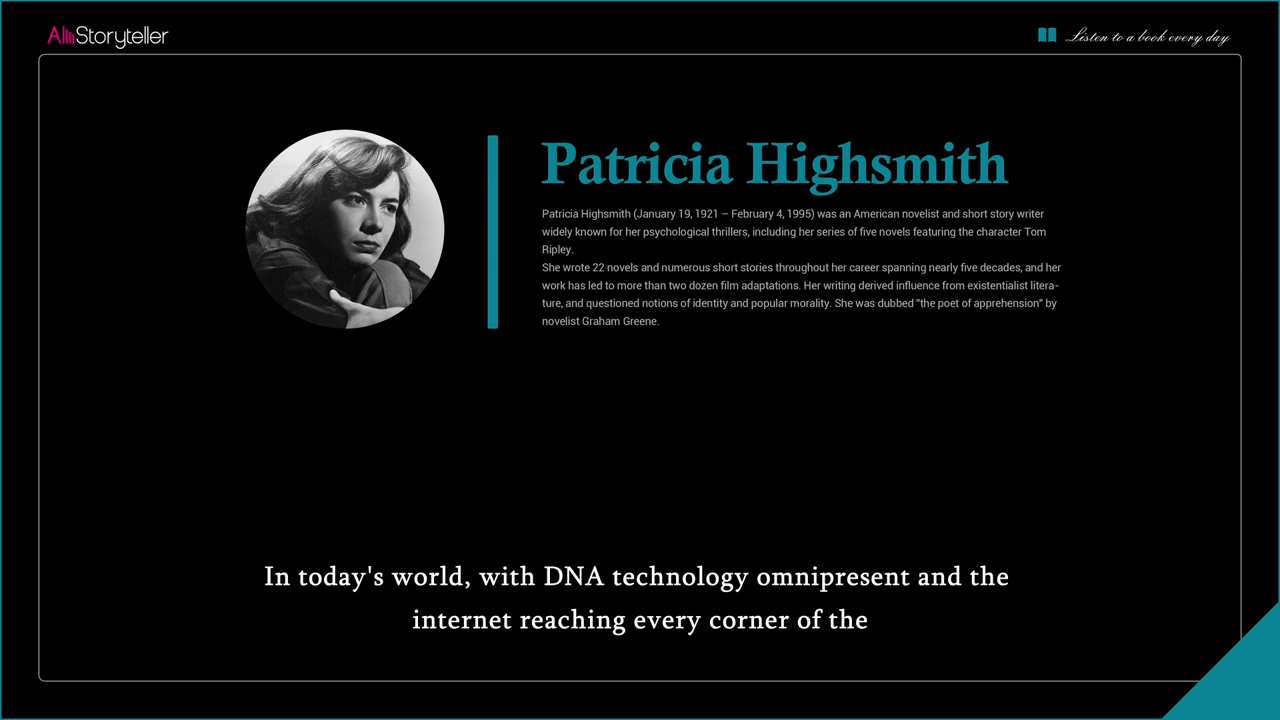 AllStoryteller
Listen to a book every day
Patricia Highsmith
Patricia Highsmith (January 19, 1921 – February 4, 1995) was an American novelist and short story writer
widely known for her psychological thrillers, including her series of five novels featuring the character Tom
Ripley.
She wrote 22 novels and numerous short stories throughout her career spanning nearly five decades, and her
work has led to more than two dozen film adaptations. Her writing derived influence from existentialist litera-
ture, and questioned notions of identity and popular morality. She was dubbed "the poet of apprehension" by
novelist Graham Greene.
In today's world, with DNA technology omnipresent and the
internet reaching every corner of the